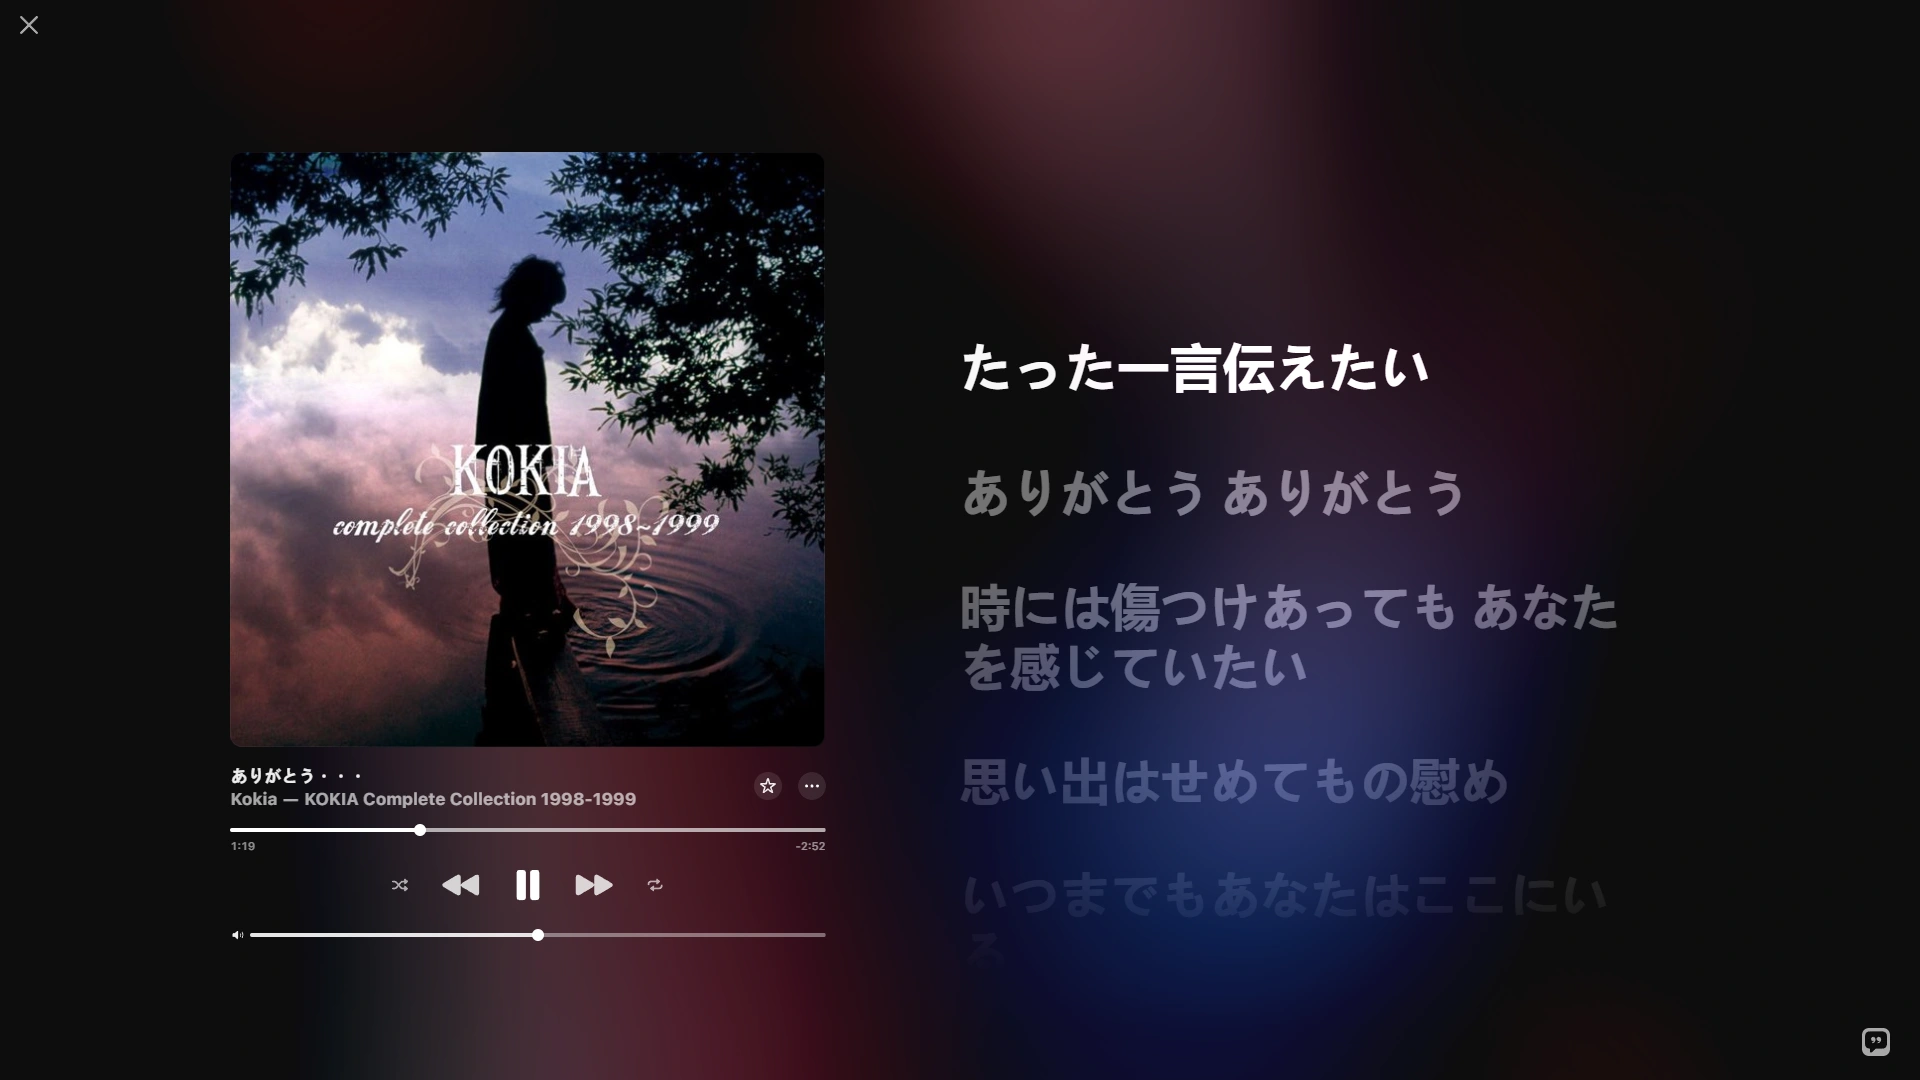 KOKIA
complete collection 1998~1999
ありがとう・・・
Kokia — KOKIA Complete Collection 1998-1999
1:19
-2:52
たった一言伝えたい
ありがとう ありがとう
時には傷つけあっても あなた
を感じていたい
思い出はせめてもの慰め
いつまでもあなたはここにい
る